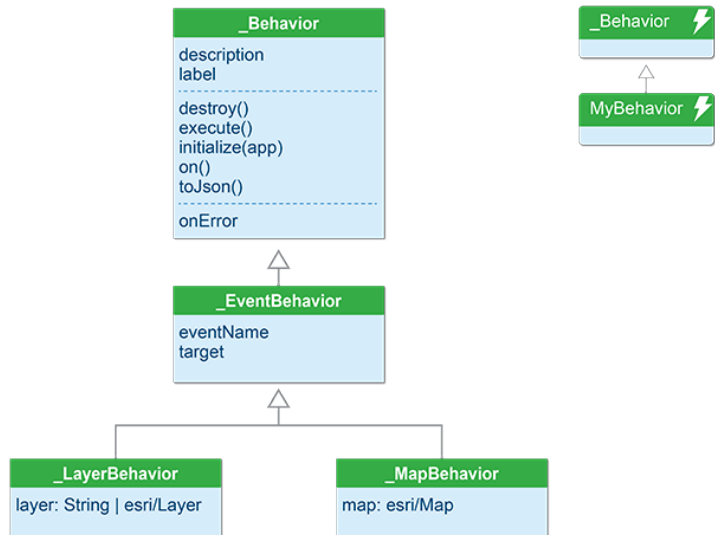 _Behavior
description
label
destroy()
execute()
initialize(app)
on()
toJson()
onError
_EventBehavior
eventName
target
_LayerBehavior
layer: String | esri/Layer
_MapBehavior
map: esri/Map
_Behavior
MyBehavior